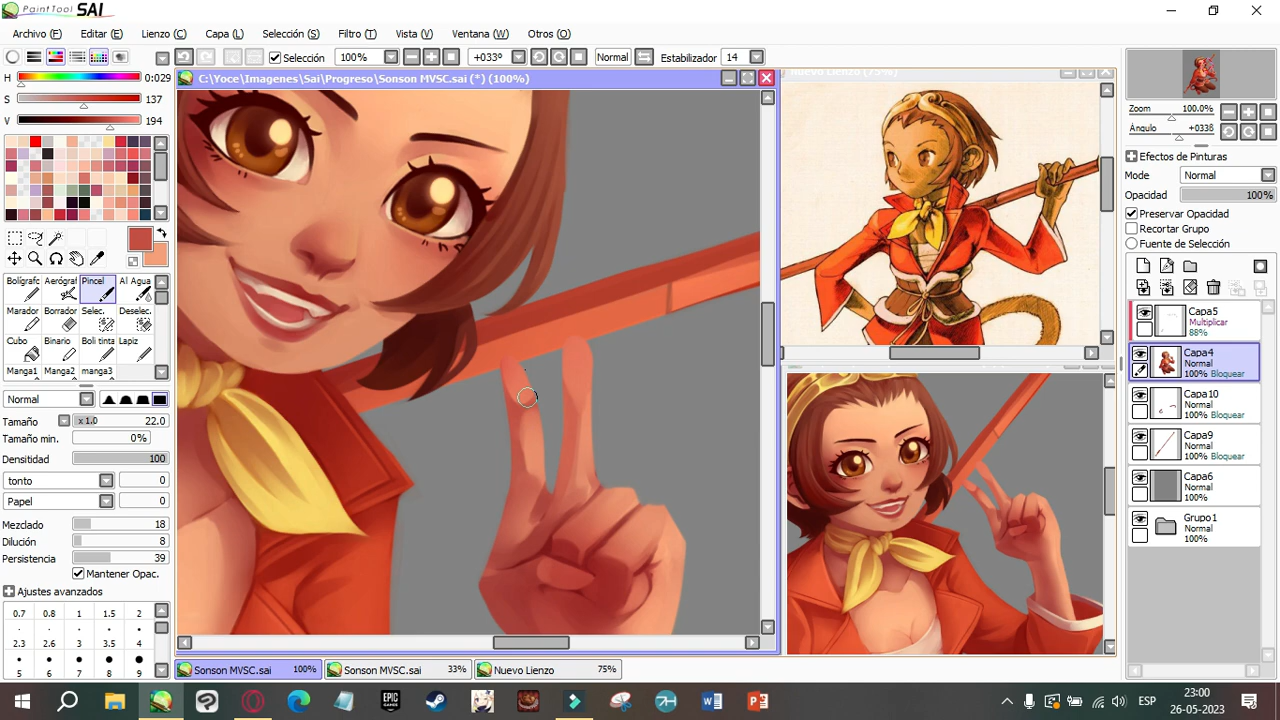 PaintTool SAI
Archivo (F) Editar (E) Lienzo (C) Capa (L) Selección (S) Filtro (T) Vista (V) Ventana (W) Otros (O)
Selección 100% +033º Normal Estabilizador 14
H 0:029
S 137
V 194
C:\Yoce\Imagenes\Sai\Progreso\Sonson MVSC.sai (*) (100%)
Nuevo Lienzo (75%)
Bolígrafo Aerógraf Pincel Al Agua
Marador Borrador Selec. Deselec.
Cubo Binario Boli tinta Lapiz
Manga1 Manga2 manga3
Normal
Tamaño x 1.0 22.0
Tamaño min. 0%
Densidad 100
tonto 0
Papel 0
Mezclado 18
Dilución 8
Persistencia 39
Mantener Opac.
Ajustes avanzados
0.7 0.8 1 1.5 2
2.3 2.6 3 3.5 4
5 6 7 8 9
Sonson MVSC.sai 100% Sonson MVSC.sai 33% Nuevo Lienzo 75%
Zoom 100.0%
Ángulo +0338
Efectos de Pinturas
Modo Normal
Opacidad 100%
Preservar Opacidad
Recortar Grupo
Fuente de Selección
Capa5
Multiplicar
88%
Capa4
Normal
100% Bloquear
Capa10
Normal
100% Bloquear
Capa9
Normal
100% Bloquear
Capa6
Normal
100%
Grupo1
Normal
100%
EPIC GAMES
ESP
23:00
26-05-2023